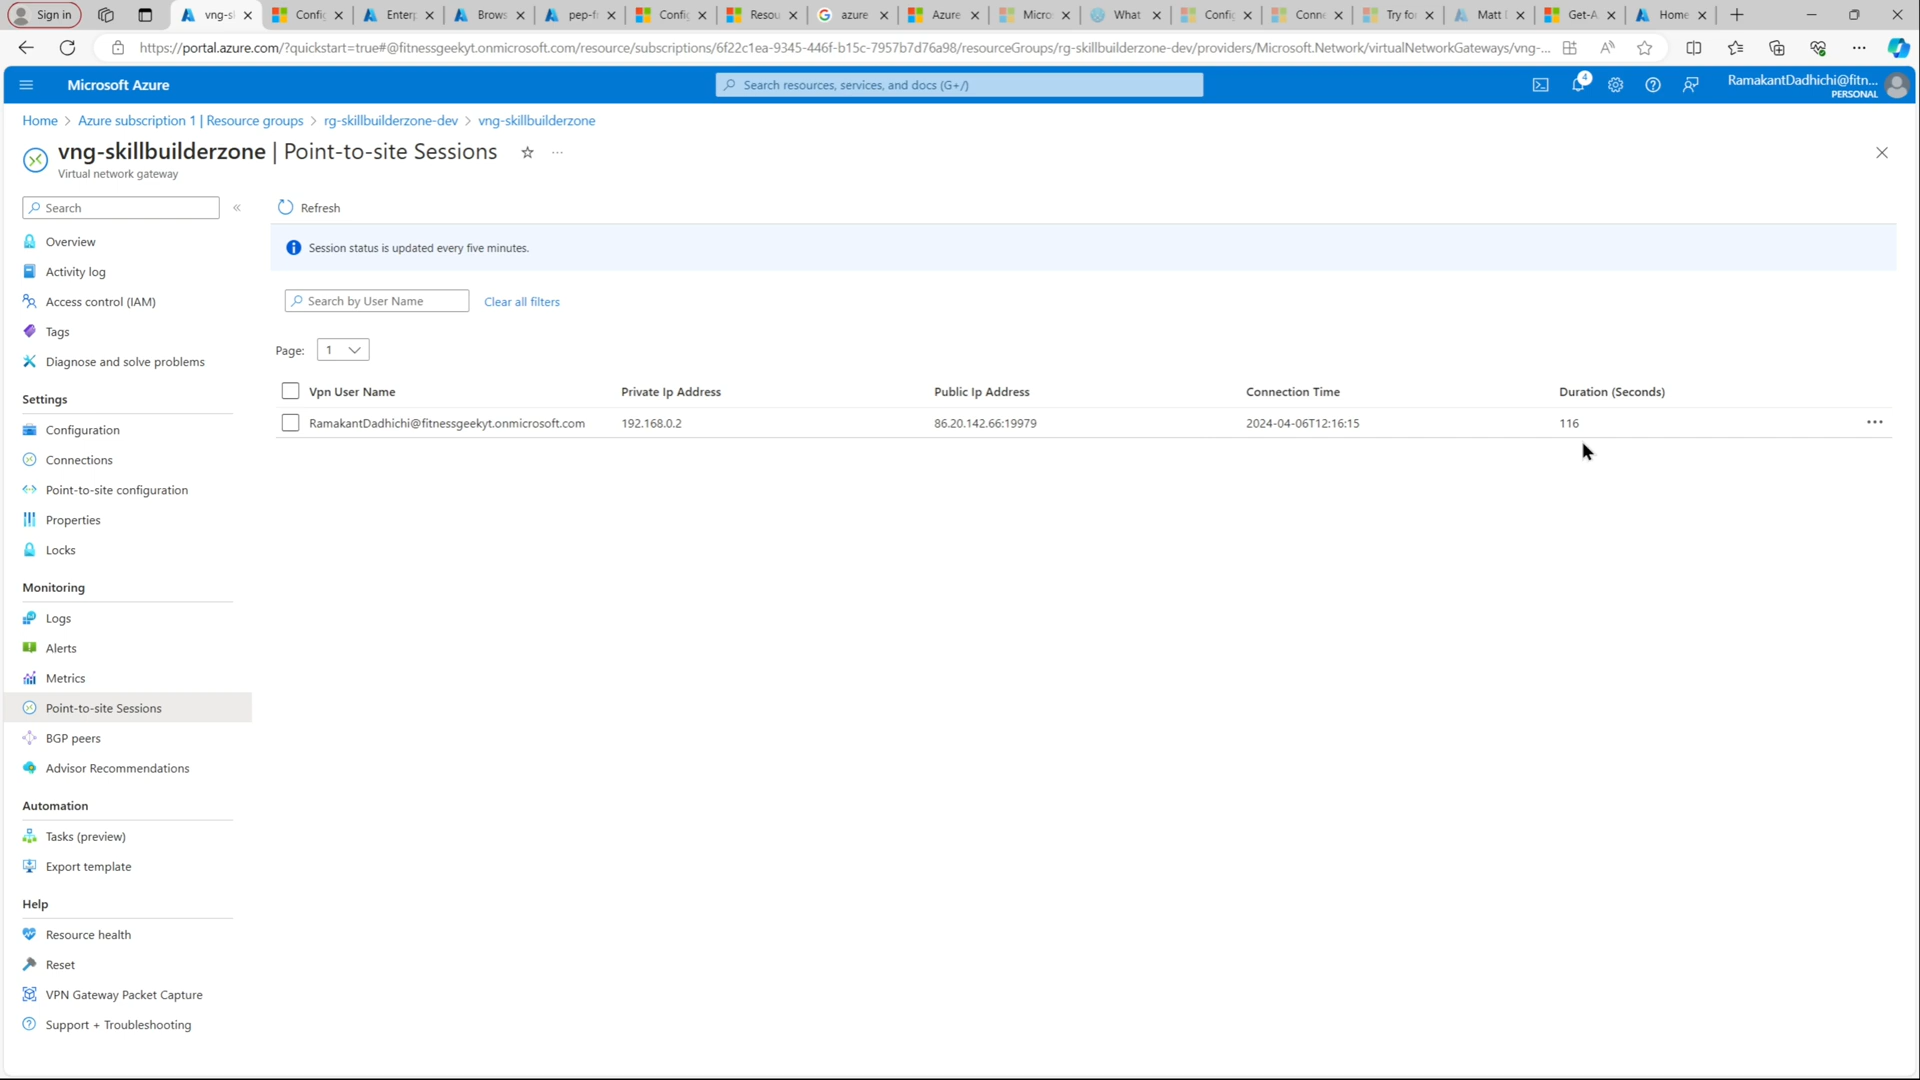 Sign in
vng-s
Config
Enterp
Brows
pep-f
Config
Resou
azure
Azure
Micro
What
Config
Conne
Try fo
Matt
Get-A
Home
https://portal.azure.com/?quickstart=true#@fitnessgeekyt.onmicrosoft.com/resource/subscriptions/6f22c1ea-9345-446f-b15c-7957b7d76a98/resourceGroups/rg-skillbuilderzone-dev/providers/Microsoft.Network/virtualNetworkGateways/vng-...
Microsoft Azure
Search resources, services, and docs (G+/)
4
RamakantDadhichi@fitn...
PERSONAL
Home > Azure subscription 1 | Resource groups > rg-skillbuilderzone-dev > vng-skillbuilderzone
vng-skillbuilderzone | Point-to-site Sessions
Virtual network gateway
Search
Refresh
Overview
Session status is updated every five minutes.
Activity log
Access control (IAM)
Search by User Name
Clear all filters
Tags
Page: 1
Diagnose and solve problems
Vpn User Name Private Ip Address Public Ip Address Connection Time Duration (Seconds)
RamakantDadhichi@fitnessgeekyt.onmicrosoft.com 192.168.0.2 86.20.142.66:19979 2024-04-06T12:16:15 116
Settings
Configuration
Connections
Point-to-site configuration
Properties
Locks
Monitoring
Logs
Alerts
Metrics
Point-to-site Sessions
BGP peers
Advisor Recommendations
Automation
Tasks (preview)
Export template
Help
Resource health
Reset
VPN Gateway Packet Capture
Support + Troubleshooting